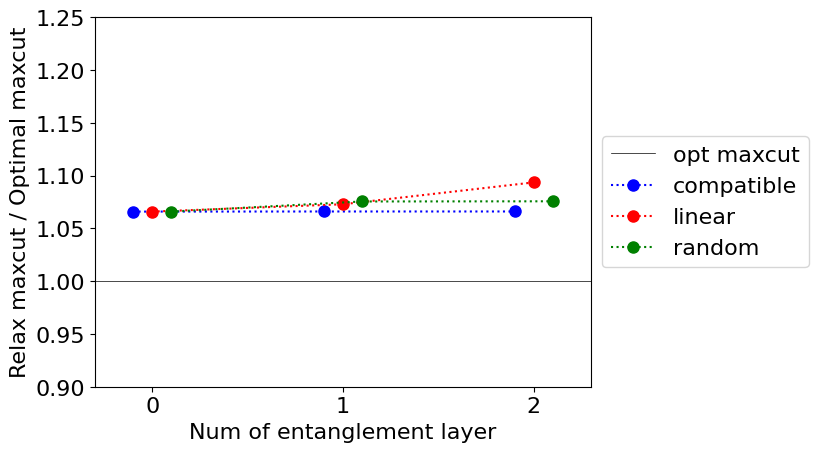 Relax maxcut / Optimal maxcut
1.25
1.20
1.15
1.10
1.05
1.00
0.95
0.90
0 1 2
Num of entanglement layer
opt maxcut
compatible
linear
random